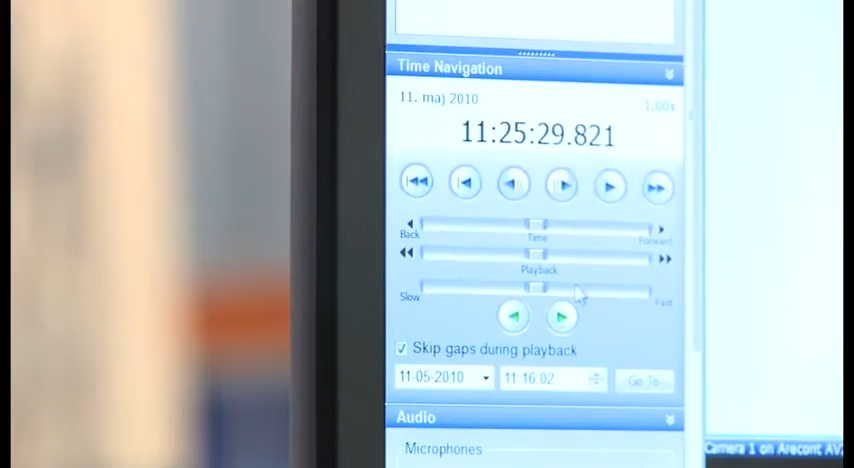 Time Navigation
11. maj 2010
1.00x
11:25:29.821
Back
Time
Forward
Playback
Slow
Fast
Skip gaps during playback
11-05-2010
11:16:02
Go To
Audio
Microphones
Camera 1 on Arecont AV